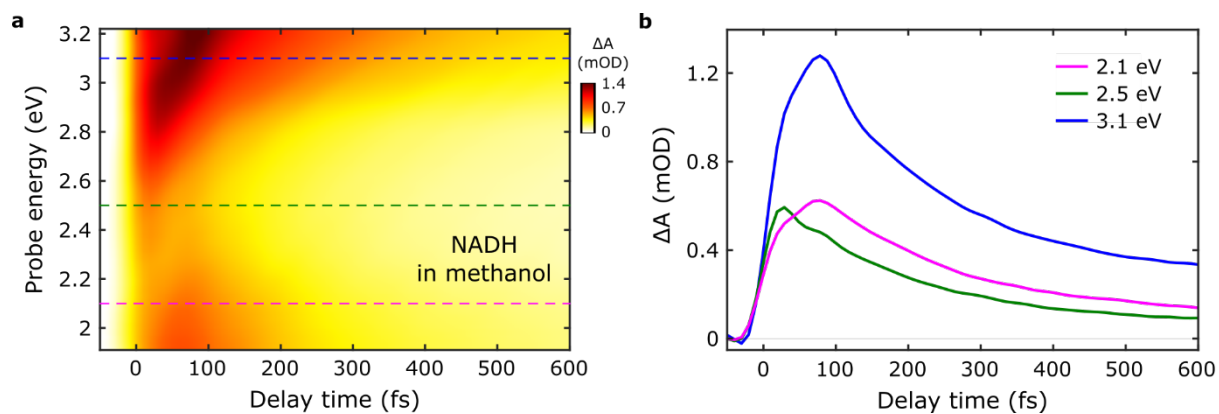 a
3.2
3
2.8
2.6
2.4
2.2
2
Probe energy (eV)
0
100
200
300
400
500
600
Delay time (fs)
NADH
in methanol
ΔA
(mOD)
1.4
0.7
0
b
1.2
0.8
0.4
0
ΔA (mOD)
0
100
200
300
400
500
600
Delay time (fs)
2.1 eV
2.5 eV
3.1 eV